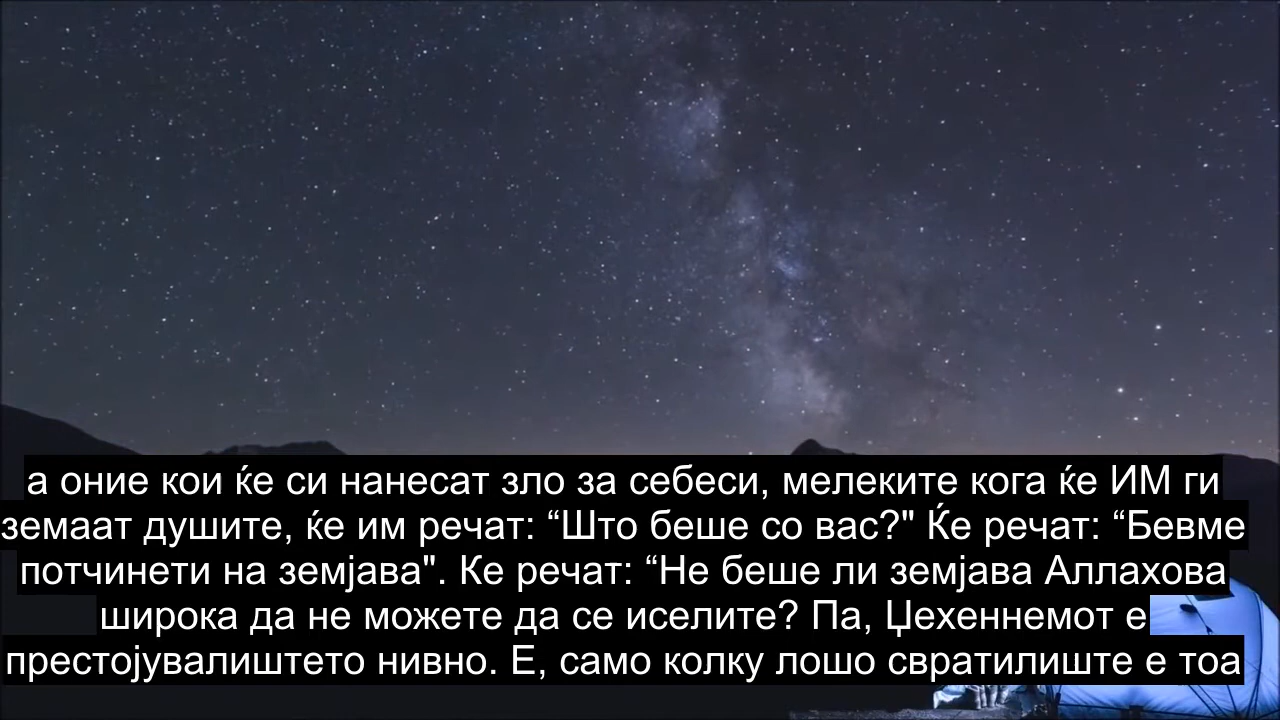 а оние кои ќе си нанесат зло за себеси, мелеките кога ќе ИМ ги
земаат душите, ќе им речат: “Што беше со вас?" Ќе речат: “Бевме
потчинети на земјава". Ке речат: “Не беше ли земјава Аллахова
широка да не можете да се иселите? Па, Џехеннемот е
престојувалиштето нивно. Е, само колку лошо свратилиште е тоа